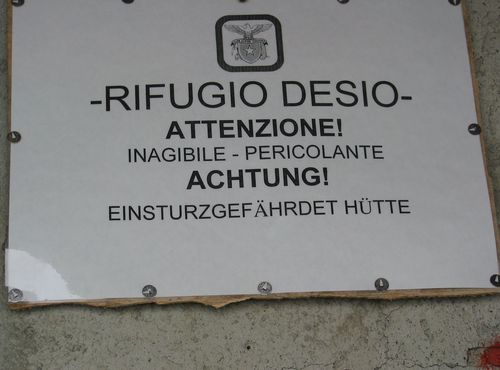 -RIFUGIO DESIO-
ATTENZIONE!
INAGIBILE - PERICOLANTE
ACHTUNG!
EINSTURZGEFÄHRDET HÜTTE